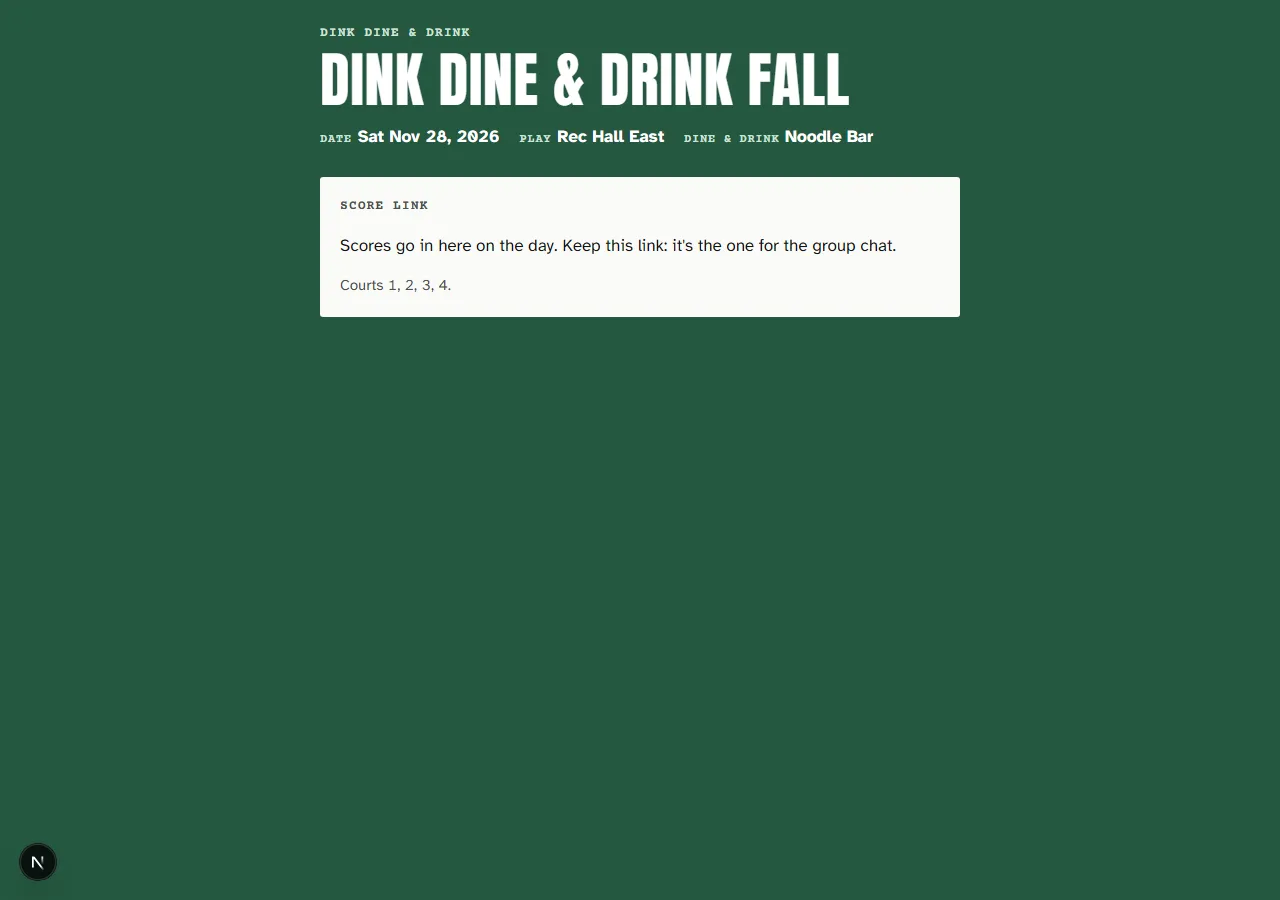 DINK DINE & DRINK
DINK DINE & DRINK FALL
DATE Sat Nov 28, 2026 PLAY Rec Hall East DINE & DRINK Noodle Bar
SCORE LINK
Scores go in here on the day. Keep this link: it's the one for the group chat.
Courts 1, 2, 3, 4.
N